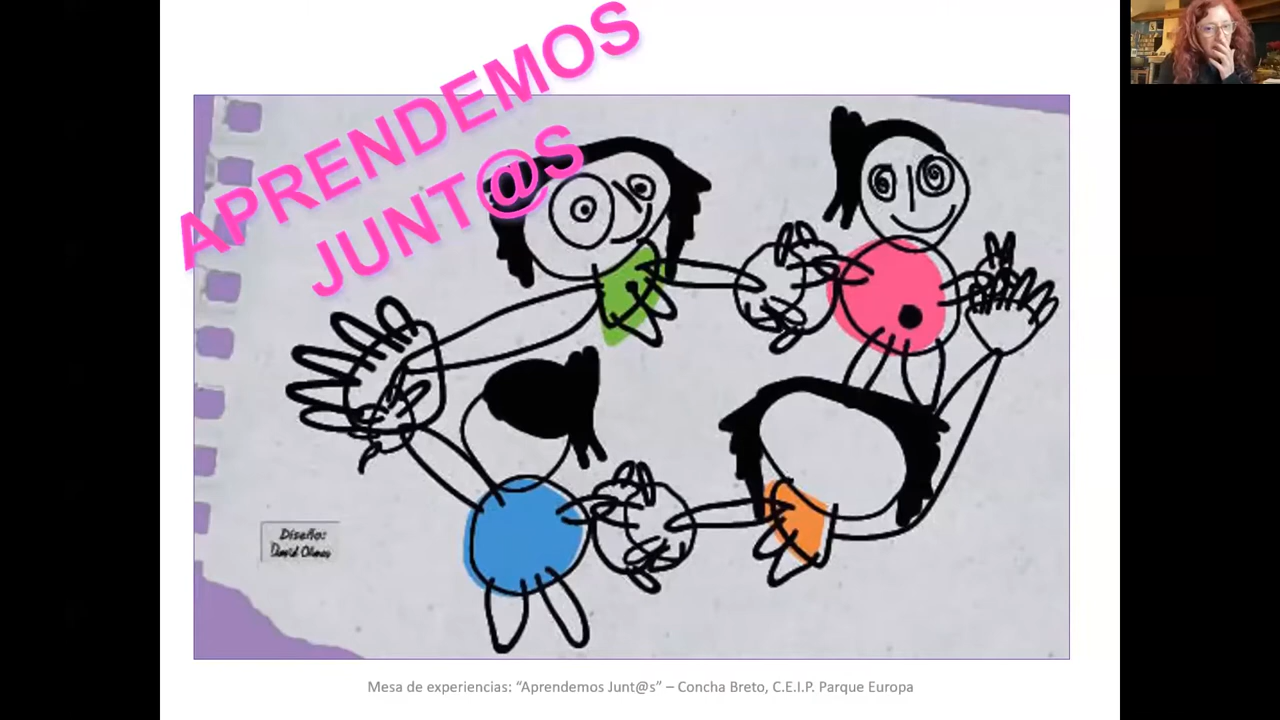 APRENDEMOS
JUNT@S
Diseño:
David Olmos
Mesa de experiencias: “Aprendemos Junt@s” – Concha Breto, C.E.I.P. Parque Europa